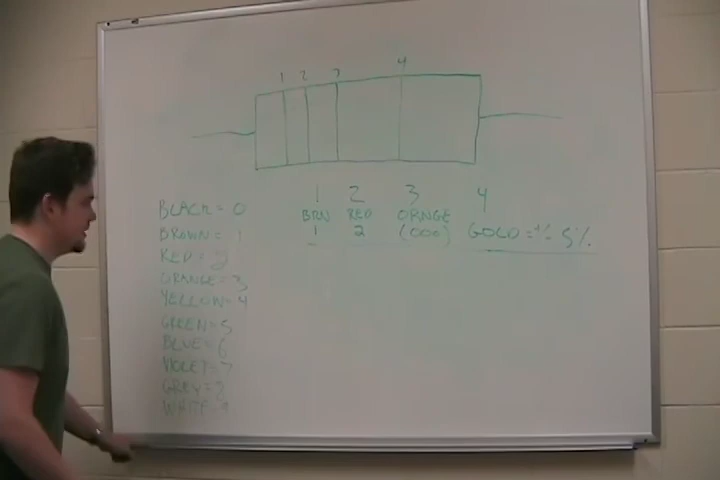 1 2 3 4
1 2 3 4
BRN RED ORNGE
1 2 (000) GOLD = +/- 5%
BLACK = 0
BROWN = 1
RED = 2
ORANGE = 3
YELLOW = 4
GREEN = 5
BLUE = 6
VIOLET = 7
GREY = 8
WHITE = 9